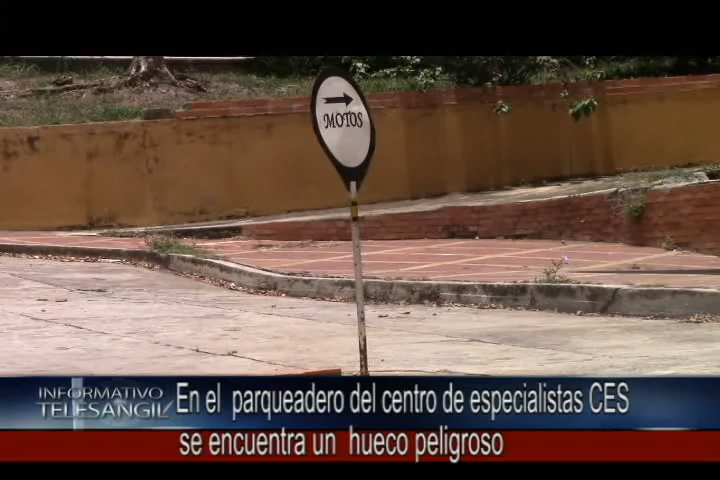 MOTOS
INFORMATIVO
TELESANGIL
En el parqueadero del centro de especialistas CES
se encuentra un hueco peligroso